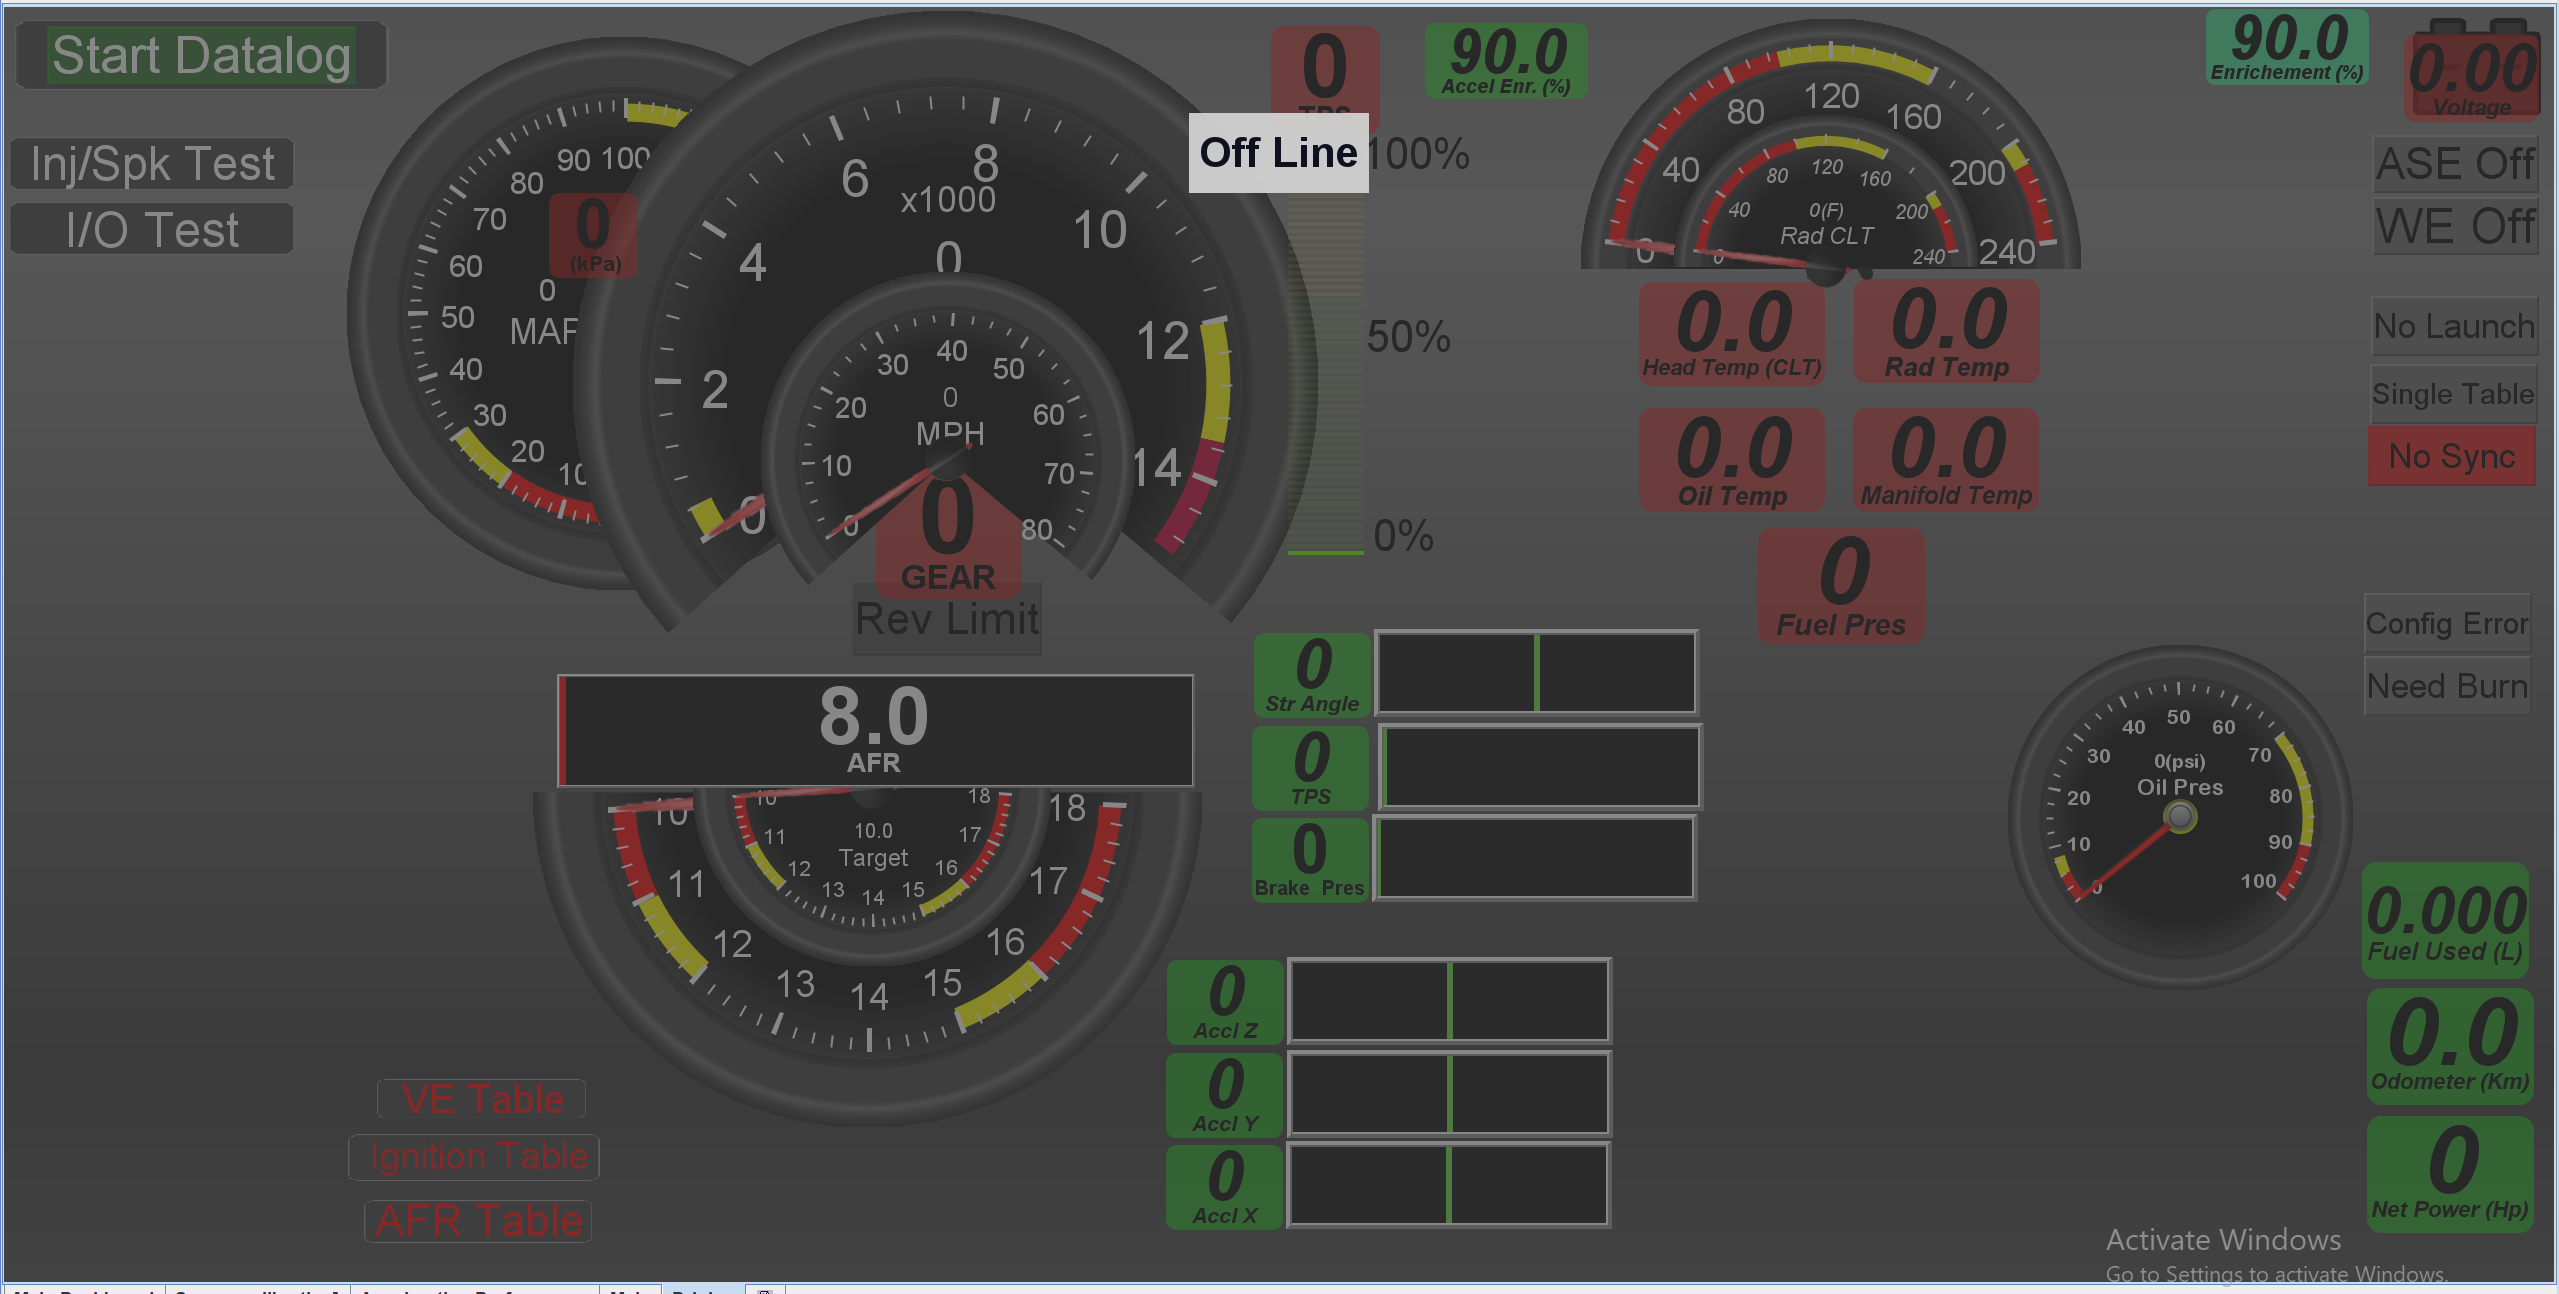 Start Datalog
Inj/Spk Test
I/O Test
100
90
80
70
60
50
40
30
20
10
0
(kPa)
0
0
2
4
6
8
10
12
14
x1000
0
0
10
20
30
40
50
60
70
80
0
MPH
0
GEAR
Rev Limit
0
Off Line
100%
50%
0%
90.0
Accel Enr. (%)
0
40
80
120
160
200
240
0
40
80
120
160
200
240
0(F)
Rad CLT
0.0
Head Temp (CLT)
0.0
Rad Temp
0.0
Oil Temp
0.0
Manifold Temp
0
Fuel Pres
90.0
Enrichement (%)
0.00
Voltage
ASE Off
WE Off
No Launch
Single Table
No Sync
Config Error
Need Burn
8.0
AFR
10
11
12
13
14
15
16
17
18
10
11
12
13
14
15
16
17
18
10.0
Target
0
Str Angle
0
TPS
0
Brake Pres
0
Accl Z
0
Accl Y
0
Accl X
0
10
20
30
40
50
60
70
80
90
100
0(psi)
Oil Pres
0.000
Fuel Used (L)
0.0
Odometer (Km)
0
Net Power (Hp)
VE Table
Ignition Table
AFR Table
Activate Windows
Go to Settings to activate Windows.